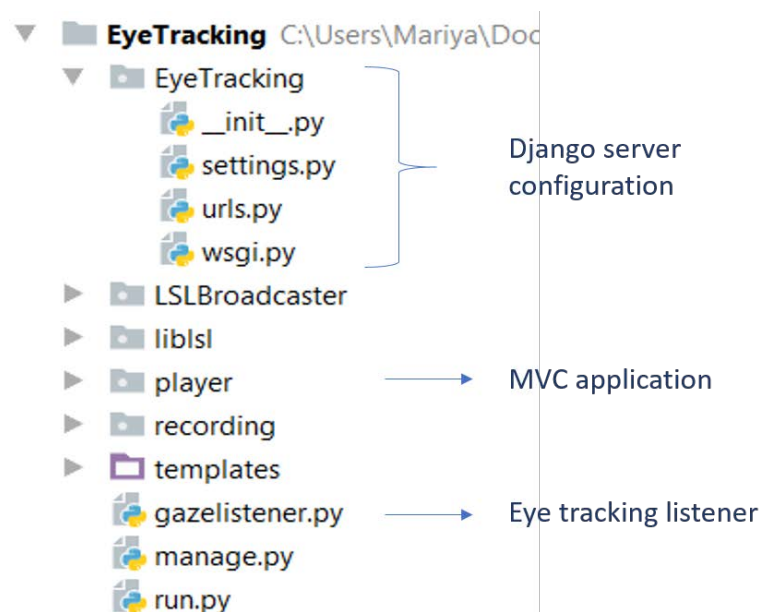 EyeTracking C:\Users\Mariya\Doc
EyeTracking
__init__.py
settings.py
urls.py
wsgi.py
Django server
configuration
LSLBroadcaster
liblsl
player
MVC application
recording
templates
gazelistener.py
Eye tracking listener
manage.py
run.py